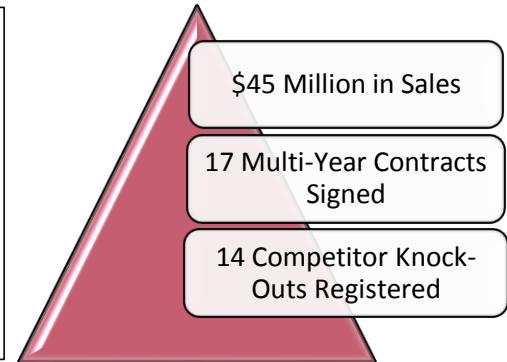 $45 Million in Sales
17 Multi-Year Contracts
Signed
14 Competitor Knock-
Outs Registered